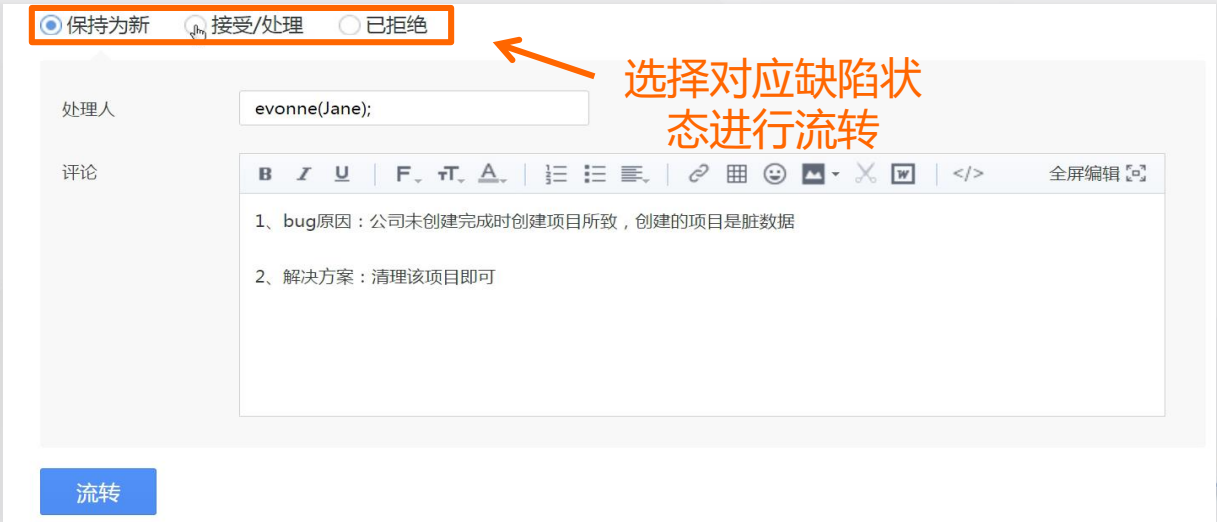 保持为新 接受/处理 已拒绝
选择对应缺陷状
态进行流转
处理人 evonne(Jane);
评论 B I U F TT A </> 全屏编辑
1、bug原因：公司未创建完成时创建项目所致，创建的项目是脏数据
2、解决方案：清理该项目即可
流转